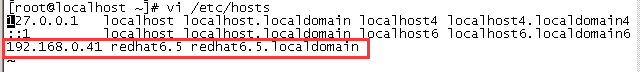 [root@localhost ~]# vi /etc/hosts
127.0.0.1 localhost localhost.localdomain localhost4 localhost4.localdomain4
::1 localhost localhost.localdomain localhost6 localhost6.localdomain6
192.168.0.41 redhat6.5 redhat6.5.localdomain
~